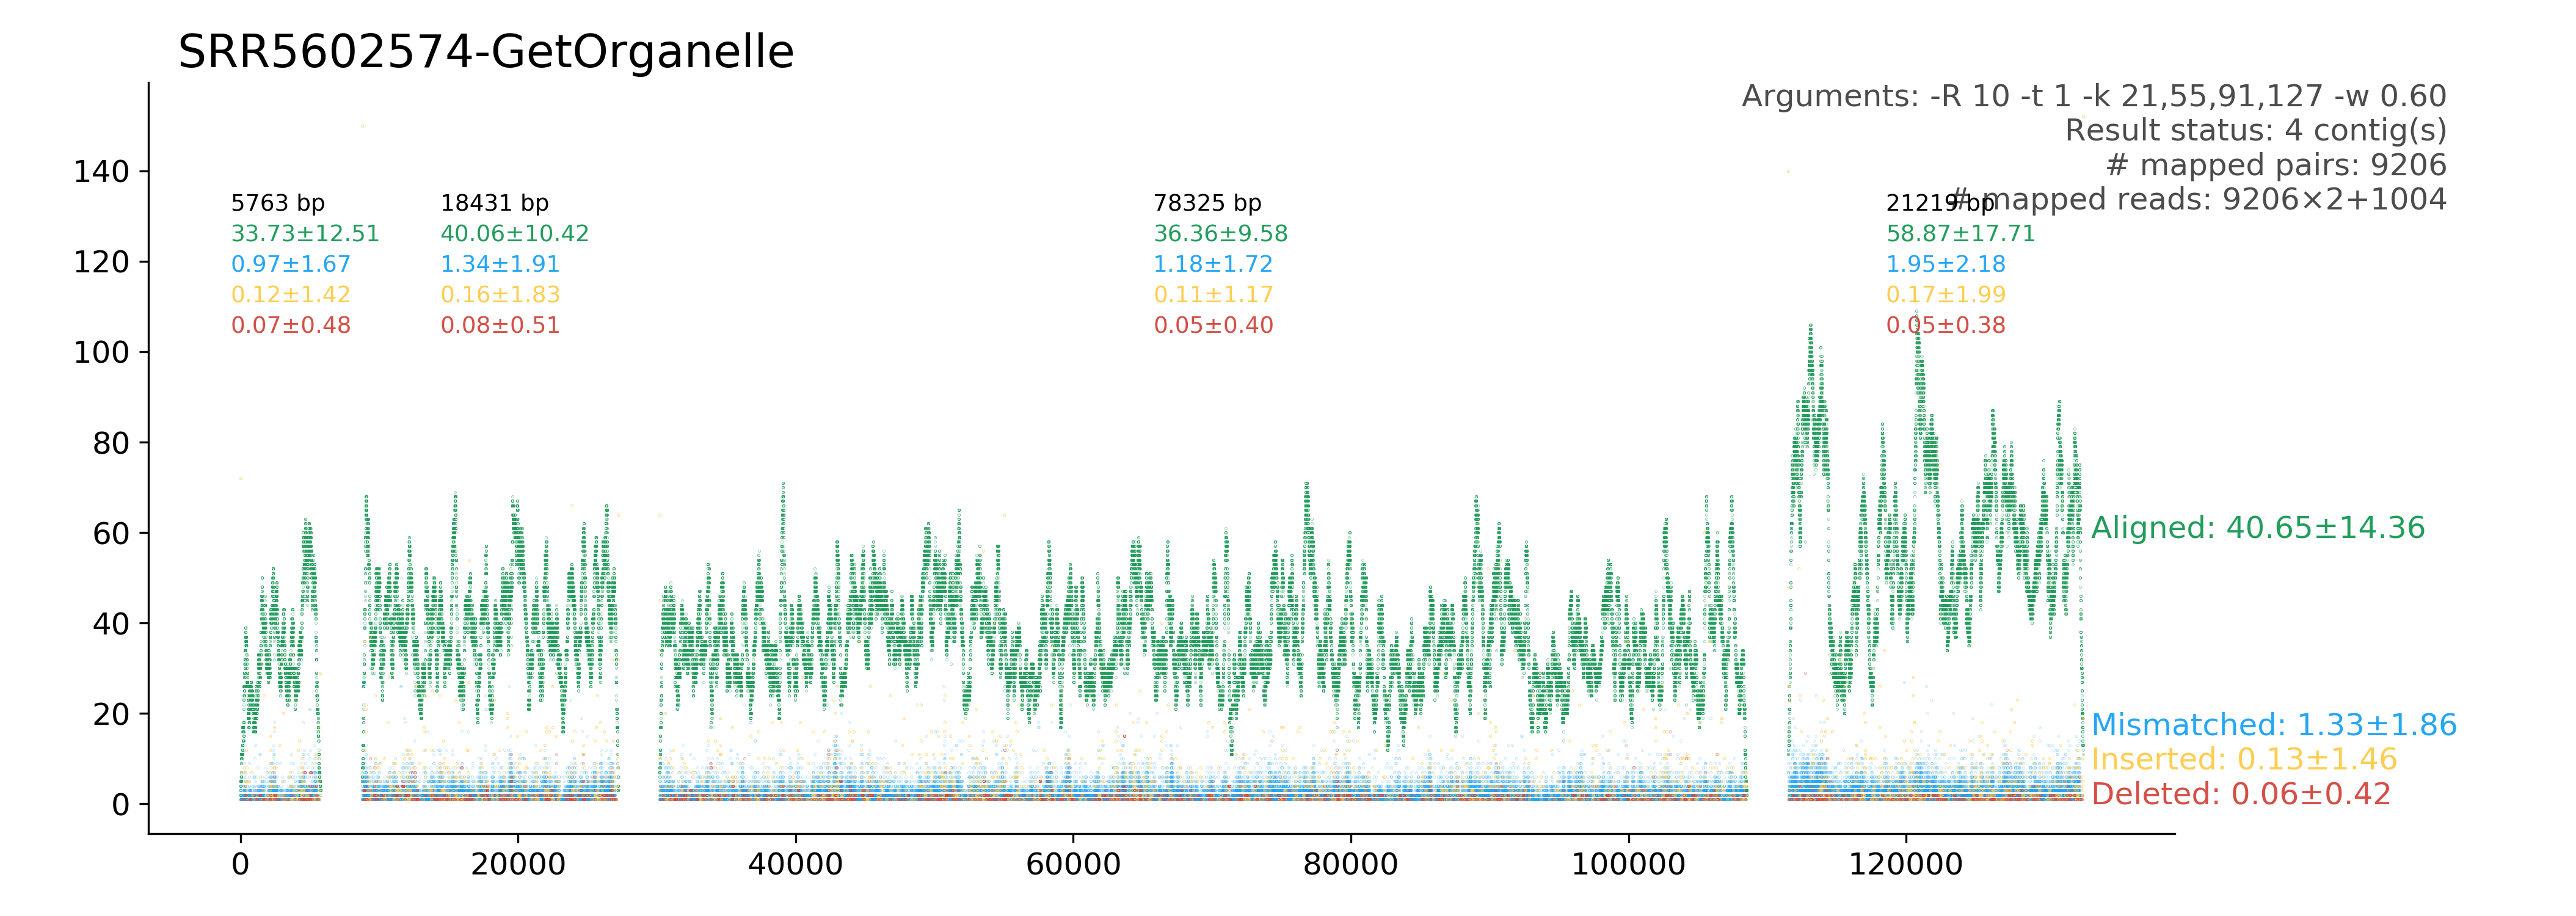 SRR5602574-GetOrganelle
Arguments: -R 10 -t 1 -k 21,55,91,127 -w 0.60
Result status: 4 contig(s)
# mapped pairs: 9206
# mapped reads: 9206×2+1004
140
120
100
80
60
40
20
0
5763 bp
33.73±12.51
0.97±1.67
0.12±1.42
0.07±0.48
18431 bp
40.06±10.42
1.34±1.91
0.16±1.83
0.08±0.51
78325 bp
36.36±9.58
1.18±1.72
0.11±1.17
0.05±0.40
21219 bp
58.87±17.71
1.95±2.18
0.17±1.99
0.05±0.38
Aligned: 40.65±14.36
Mismatched: 1.33±1.86
Inserted: 0.13±1.46
Deleted: 0.06±0.42
0
20000
40000
60000
80000
100000
120000